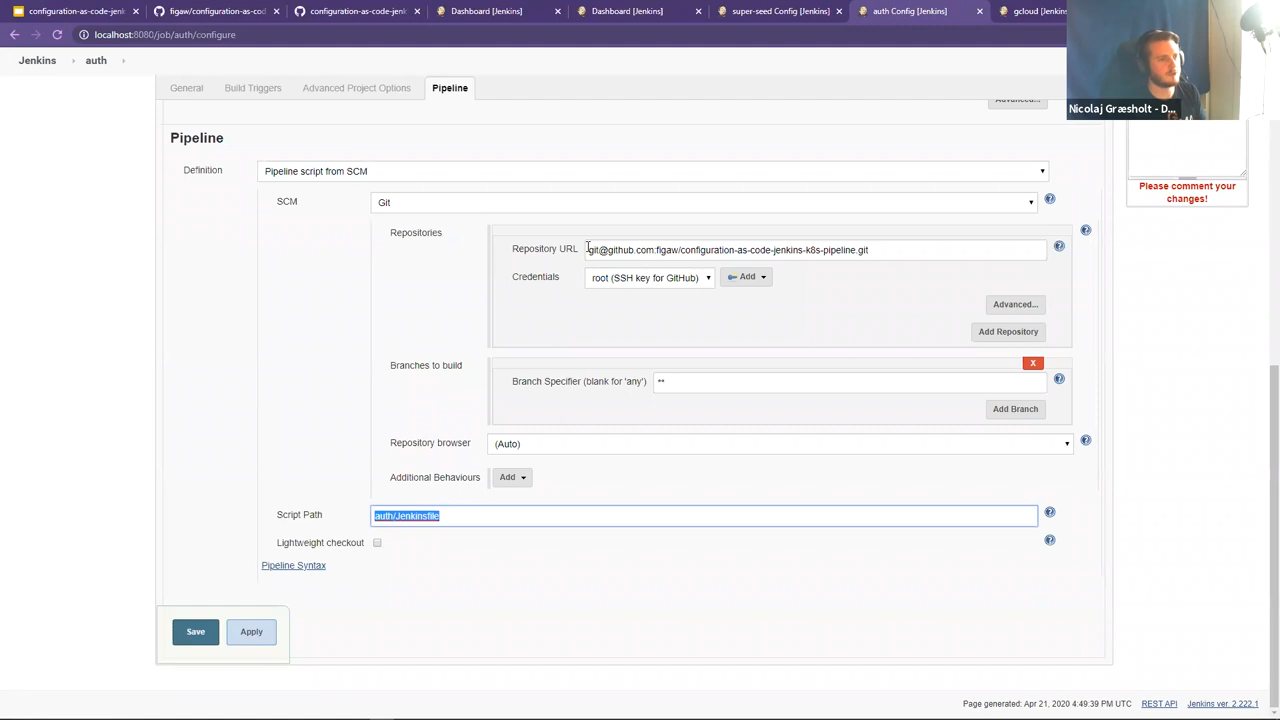 configuration-as-code-jenk
figaw/configuration-as-cod
configuration-as-code-jenk
Dashboard [Jenkins]
Dashboard [Jenkins]
super-seed Config [Jenkins]
auth Config [Jenkins]
gcloud [Jenkins]
localhost:8080/job/auth/configure
Nicolaj Græsholt - D...
Jenkins
auth
General
Build Triggers
Advanced Project Options
Pipeline
Advanced...
Pipeline
Definition
Pipeline script from SCM
SCM
Git
Please comment your
changes!
Repositories
Repository URL
git@github.com:figaw/configuration-as-code-jenkins-k8s-pipeline.git
Credentials
root (SSH key for GitHub)
Add
Advanced...
Add Repository
Branches to build
X
Branch Specifier (blank for 'any')
**
Add Branch
Repository browser
(Auto)
Additional Behaviours
Add
Script Path
auth/Jenkinsfile
Lightweight checkout
Pipeline Syntax
Save
Apply
Page generated: Apr 21, 2020 4:49:39 PM UTC
REST API
Jenkins ver. 2.222.1